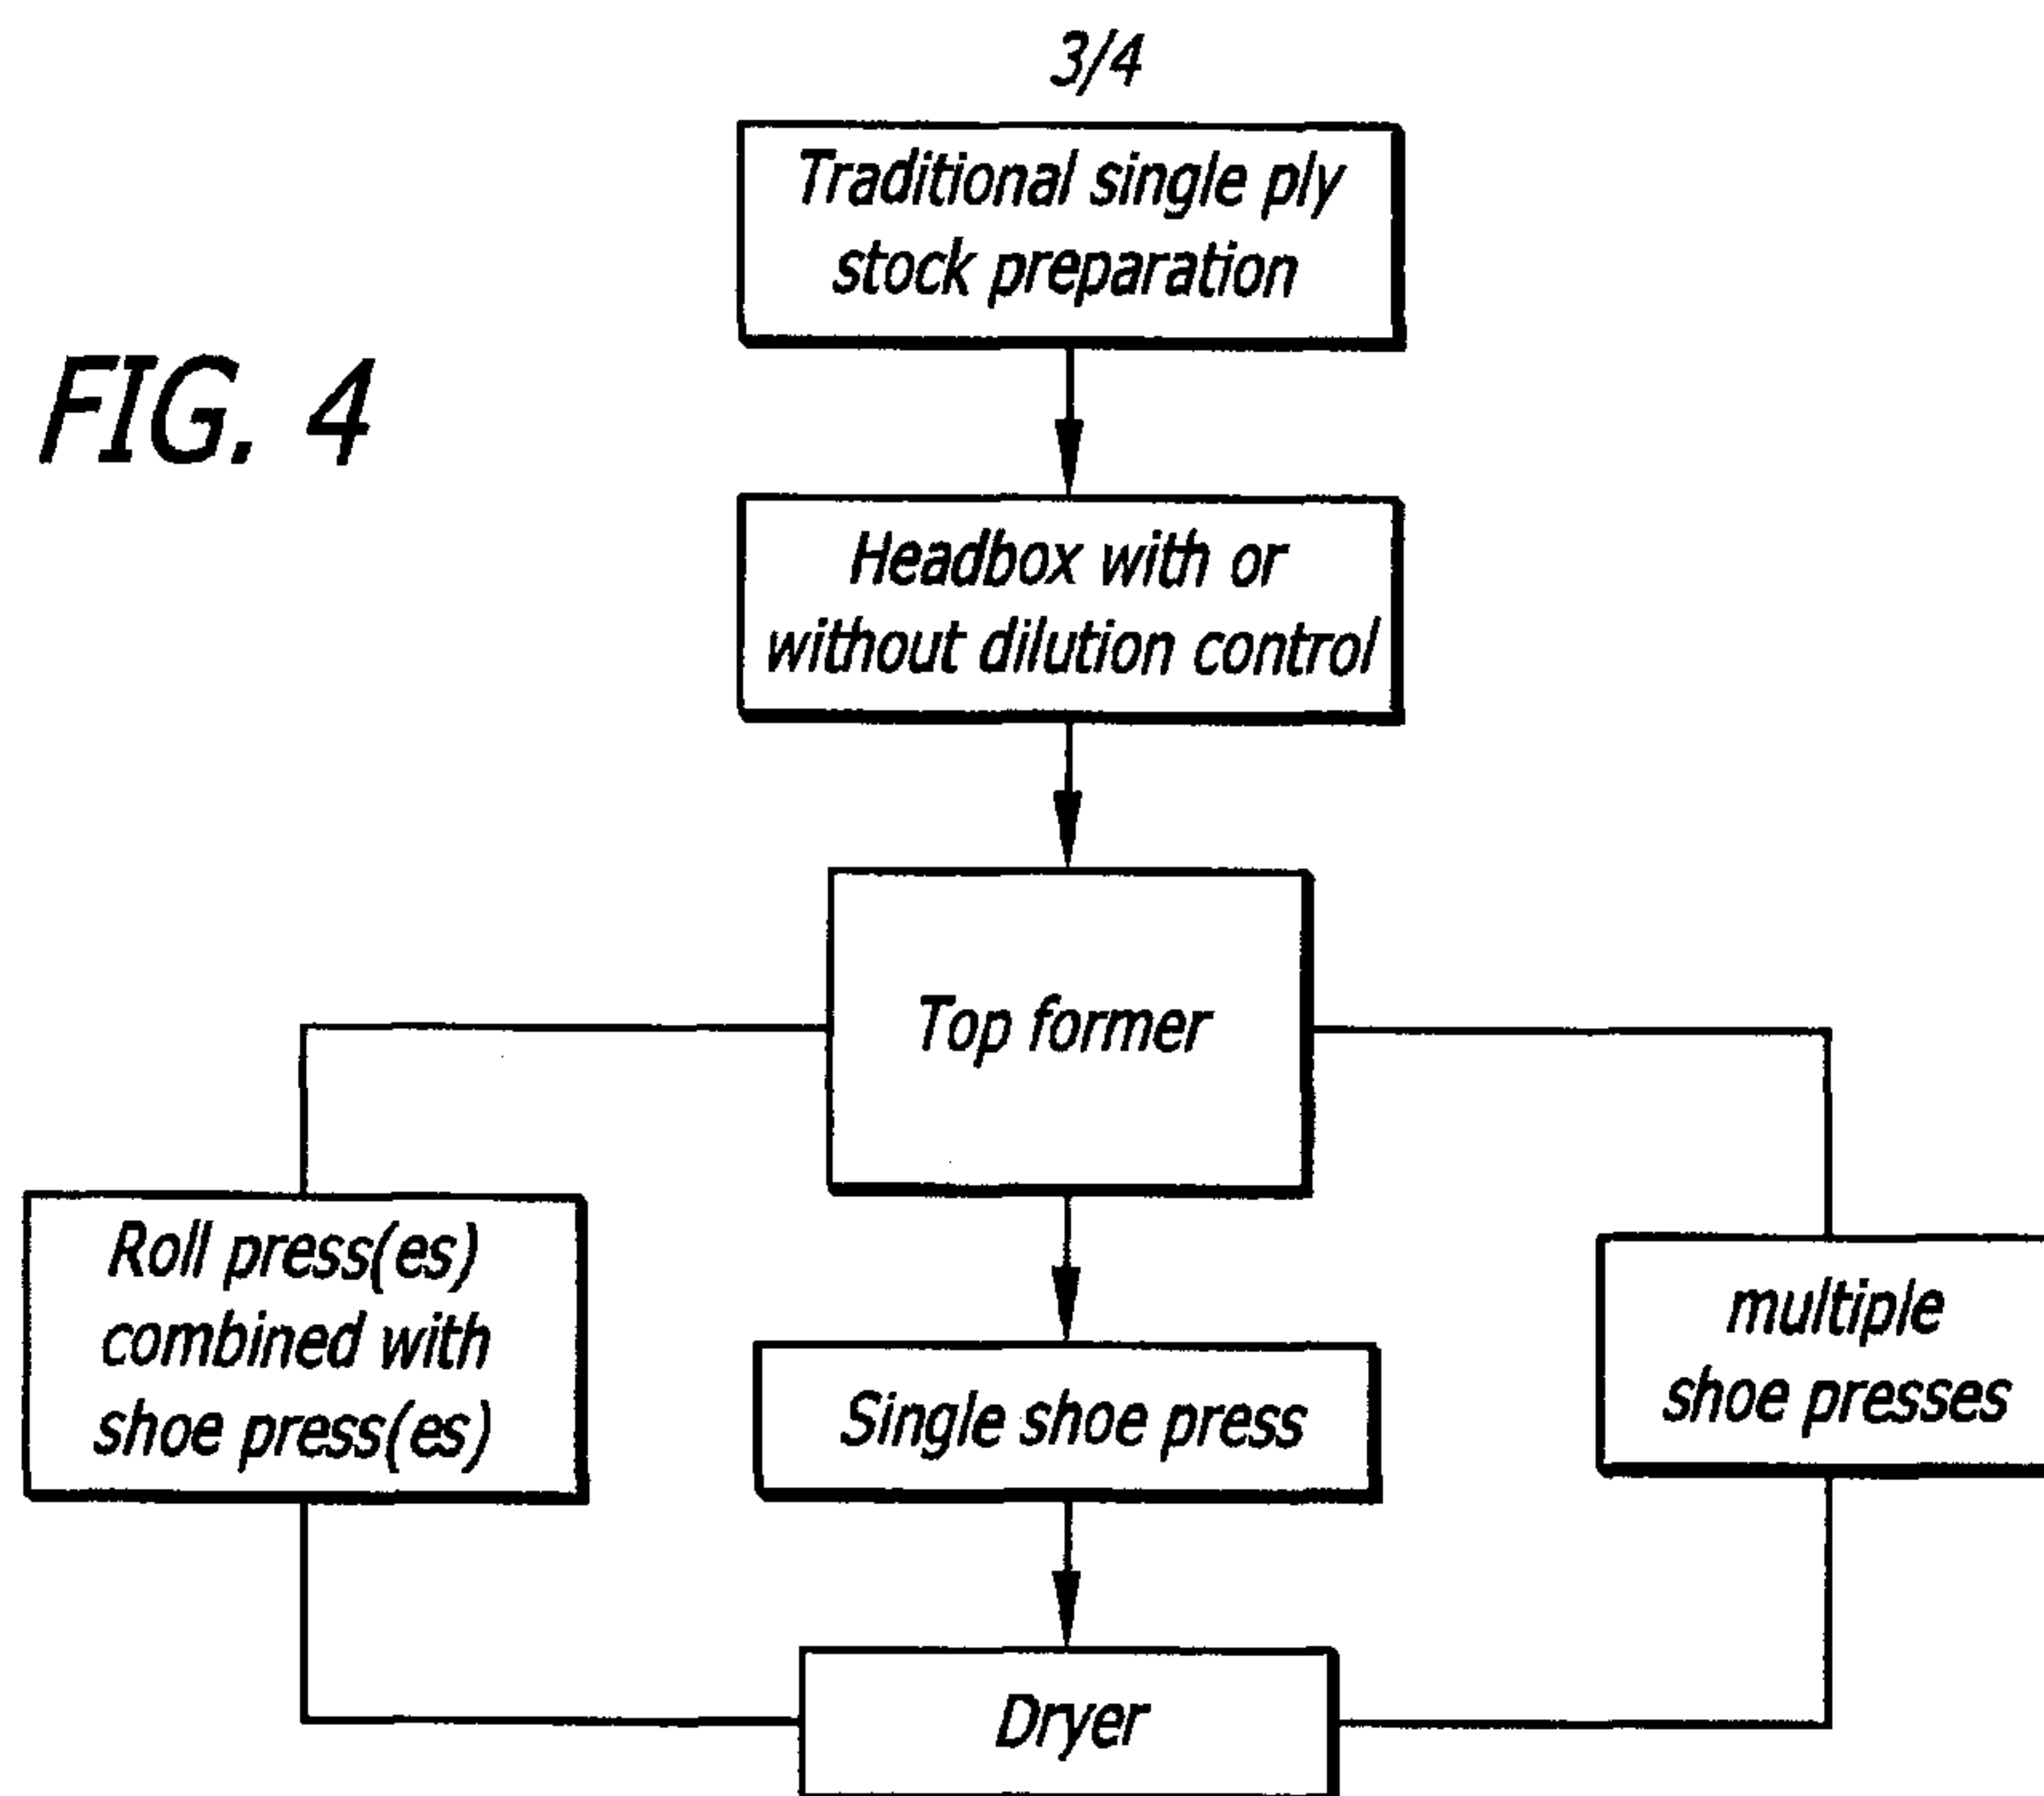 3/4
Traditional single ply
stock preparation
FIG. 4
Headbox with or
without dilution control
Top former
Roll press(es)
combined with
shoe press(es)
Single shoe press
multiple
shoe presses
Dryer